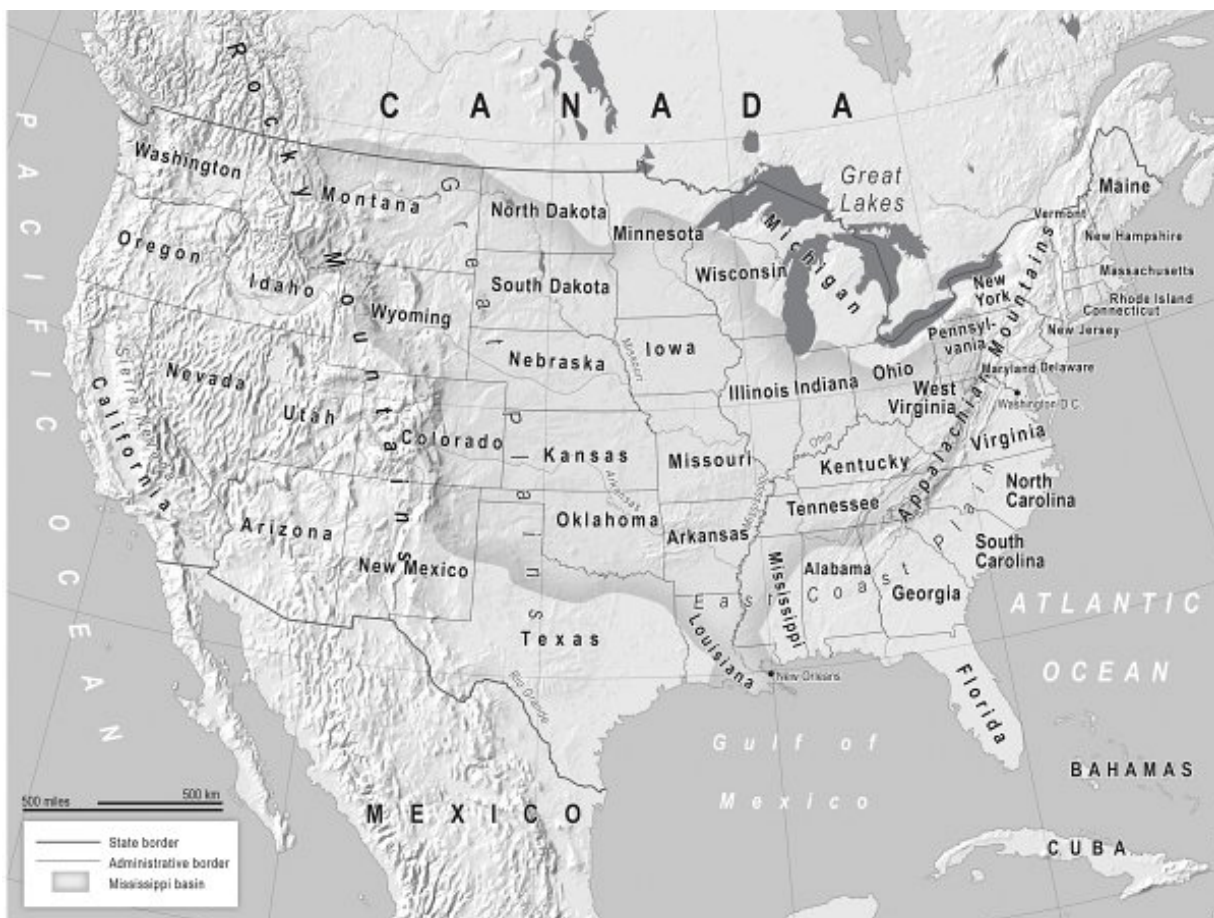 CANADA
Rocky Mountains
PACIFIC OCEAN
Great
Lakes
Washington
Montana
North Dakota
Minnesota
Maine
Vermont
New Hampshire
Oregon
Idaho
South Dakota
Wisconsin
Michigan
New
York
Massachusetts
Rhode Island
Connecticut
Wyoming
Great Plains
Nebraska
Iowa
Missouri
Pennsyl-
vania
New Jersey
Appalachian Mountains
Sierra Nevada
Nevada
Utah
California
Colorado
Kansas
Illinois
Indiana
Ohio
West
Virginia
Maryland
Delaware
Washington D.C.
Virginia
Missouri
Ohio
Kentucky
Arizona
New Mexico
Oklahoma
Arkansas
Arkansas
Mississippi
Tennessee
North
Carolina
South
Carolina
East Coast Plain
Mississippi
Alabama
Georgia
ATLANTIC
OCEAN
Texas
Louisiana
New Orleans
Florida
Rio Grande
Gulf of
Mexico
BAHAMAS
MEXICO
CUBA
500 miles
500 km
State border
Administrative border
Mississippi basin